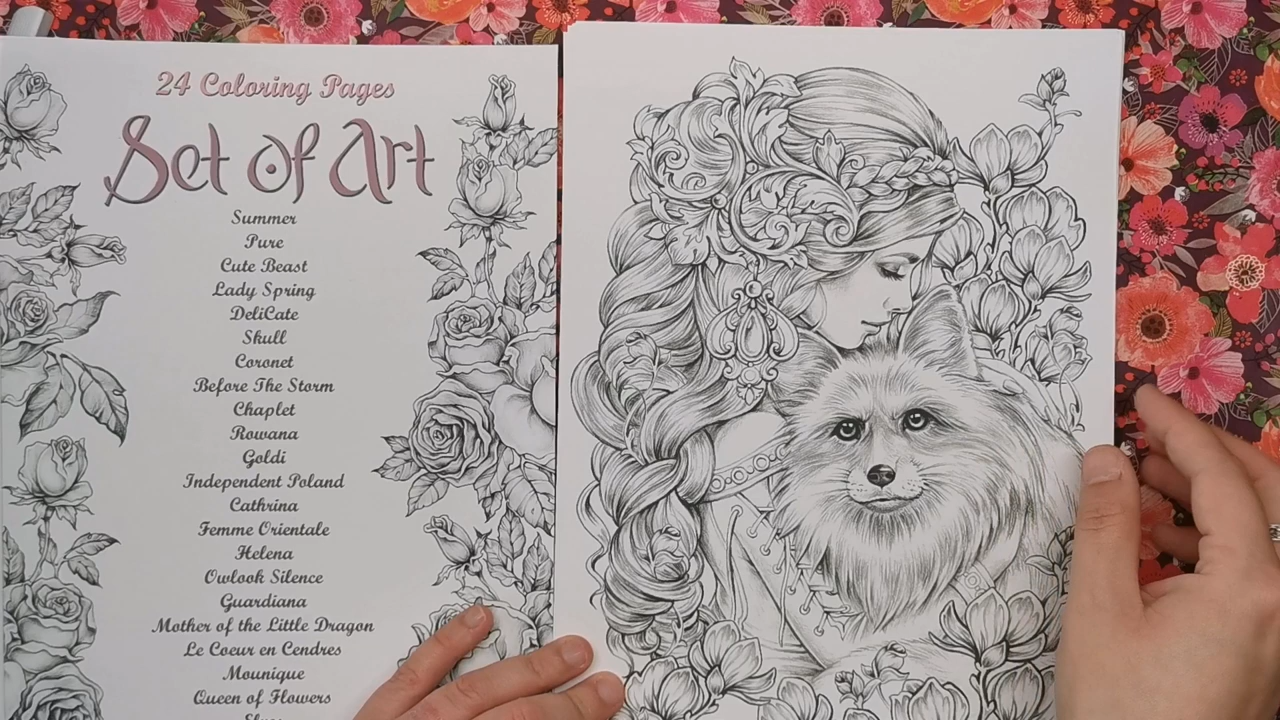 24 Coloring Pages
Set of Art
Summer
Pure
Cute Beast
Lady Spring
DeliCate
Skull
Coronet
Before The Storm
Chaplet
Rowana
Goldi
Independent Poland
Cathrina
Femme Orientale
Helena
Owlook Silence
Guardiana
Mother of the Little Dragon
Le Coeur en Cendres
Mounique
Queen of Flowers